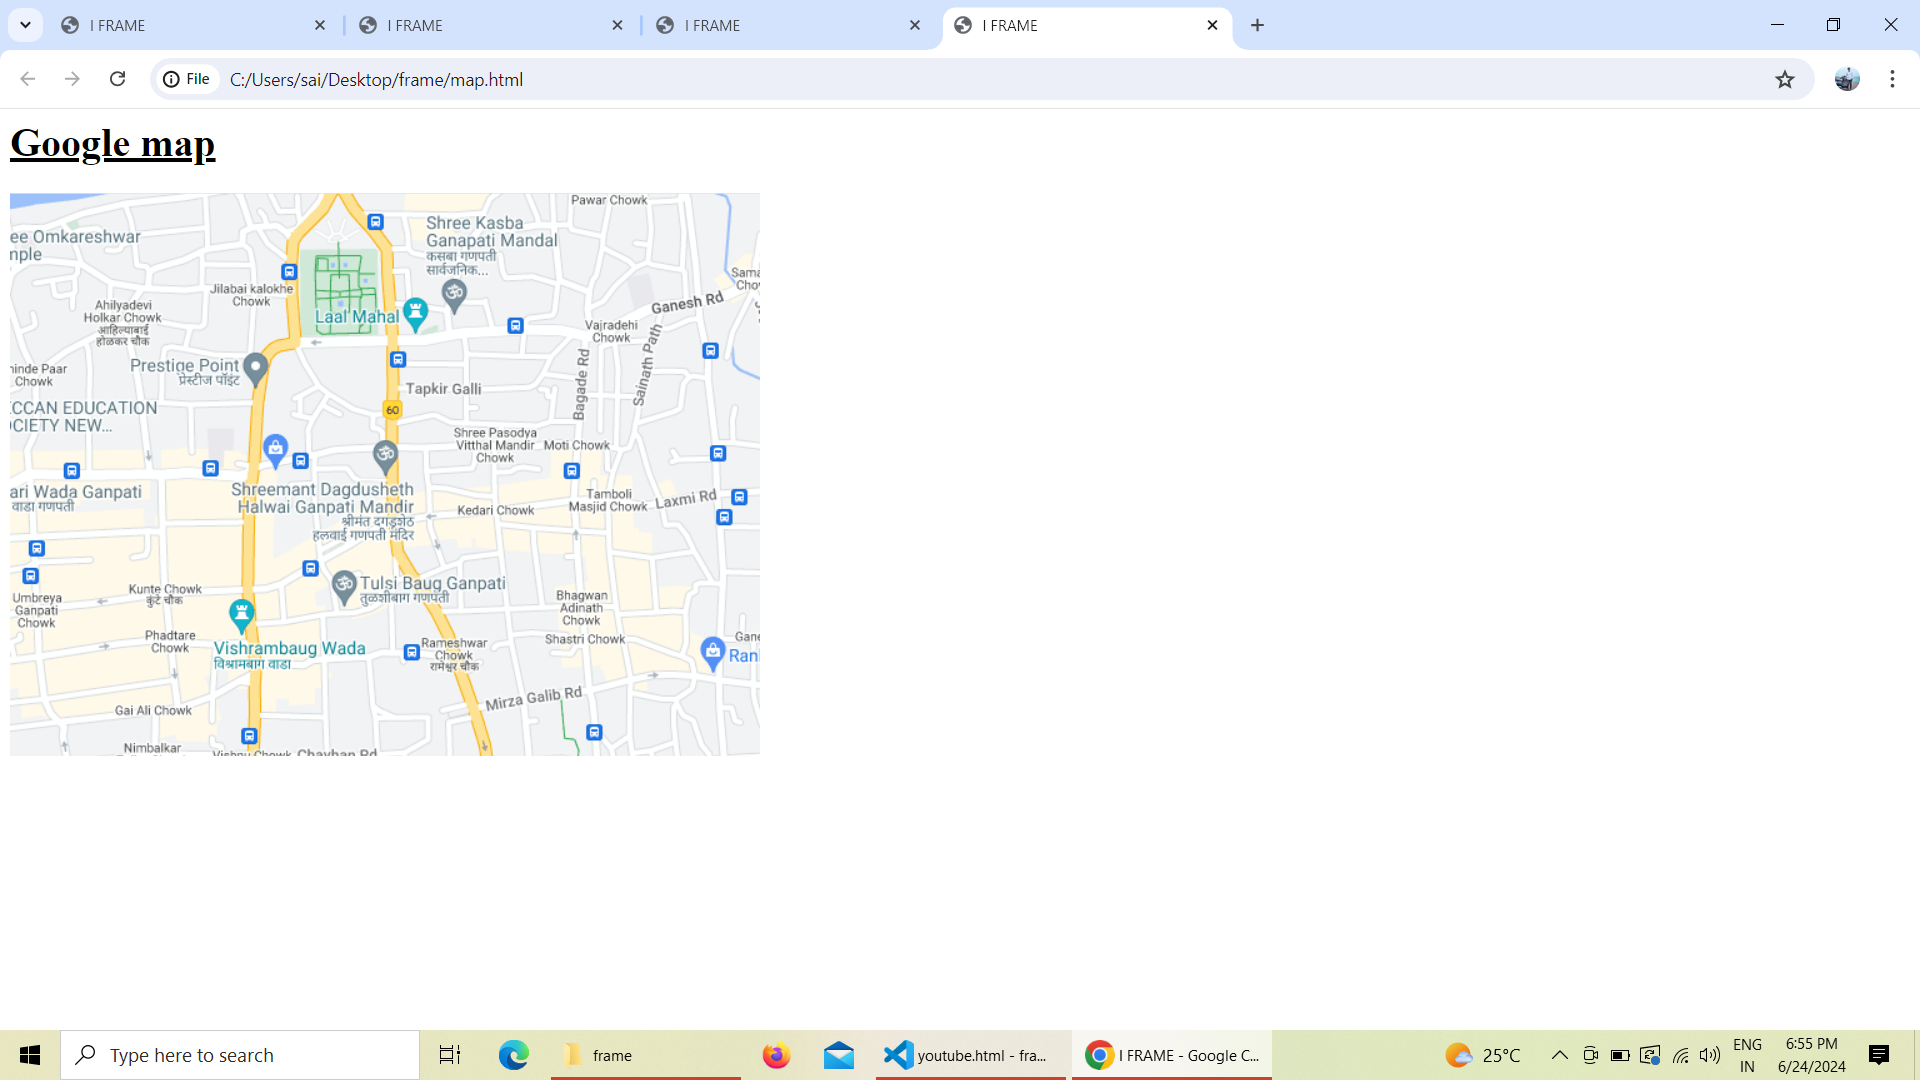 I FRAME
I FRAME
I FRAME
I FRAME
File
C:/Users/sai/Desktop/frame/map.html
Google map
Pawar Chowk
Shree Kasba
Ganapati Mandal
कसबा गणपती
सार्वजनिक...
ee Omkareshwar
mple
Jilabai kalokhe
Chowk
Ahilyadevi
Holkar Chowk
आहिल्याबाई
होळकर चौक
Laal Mahal
Ganesh Rd
Sama
Cho
Vajradehi
Chowk
Sainath Path
Bagade Rd
Prestige Point
प्रेस्टीज पॉइंट
hinde Paar
Chowk
Tapkir Galli
60
ECCAN EDUCATION
OCIETY NEW...
Shree Pasodya
Vitthal Mandir
Chowk
Moti Chowk
ari Wada Ganpati
वाडा गणपती
Shreemant Dagdusheth
Halwai Ganpati Mandir
श्रीमंत दगडूशेठ
हलवाई गणपती मंदिर
Kedari Chowk
Tamboli
Masjid Chowk
Laxmi Rd
Kunte Chowk
कुंटे चौक
Tulsi Baug Ganpati
तुळशीबाग गणपती
Umbreya
Ganpati
Chowk
Bhagwan
Adinath
Chowk
Phadtare
Chowk
Vishrambaug Wada
विश्रामबाग वाडा
Rameshwar
Chowk
रामेश्वर चौक
Shastri Chowk
Gane
Rani
Mirza Galib Rd
Gai Ali Chowk
Nimbalkar
Vishnu Chowk
Chavhan Rd
Type here to search
frame
youtube.html - fra...
I FRAME - Google C...
25°C
ENG
IN
6:55 PM
6/24/2024